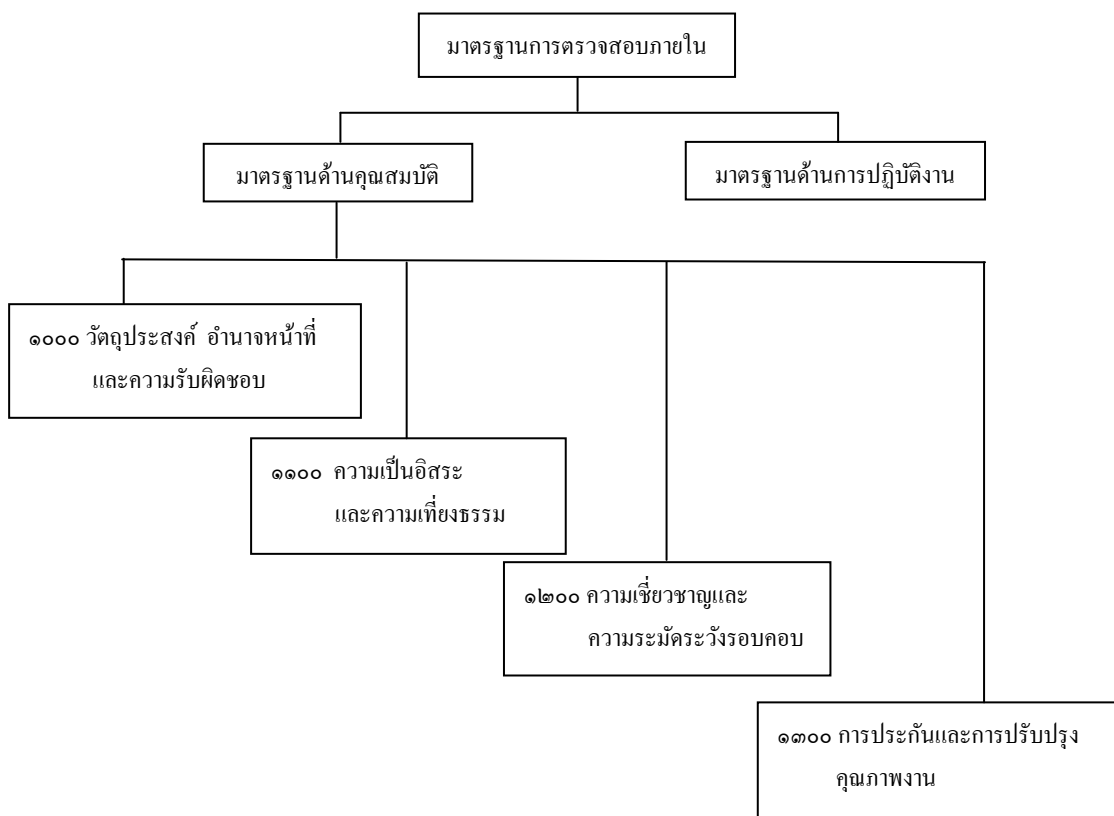 มาตรฐานการตรวจสอบภายใน
มาตรฐานด้านคุณสมบัติ
มาตรฐานด้านการปฏิบัติงาน
๑๐๐๐ วัตถุประสงค์ อำนาจหน้าที่
และความรับผิดชอบ
๑๑๐๐ ความเป็นอิสระ
และความเที่ยงธรรม
๑๒๐๐ ความเชี่ยวชาญและ
ความระมัดระวังรอบคอบ
๑๓๐๐ การประกันและการปรับปรุง
คุณภาพงาน